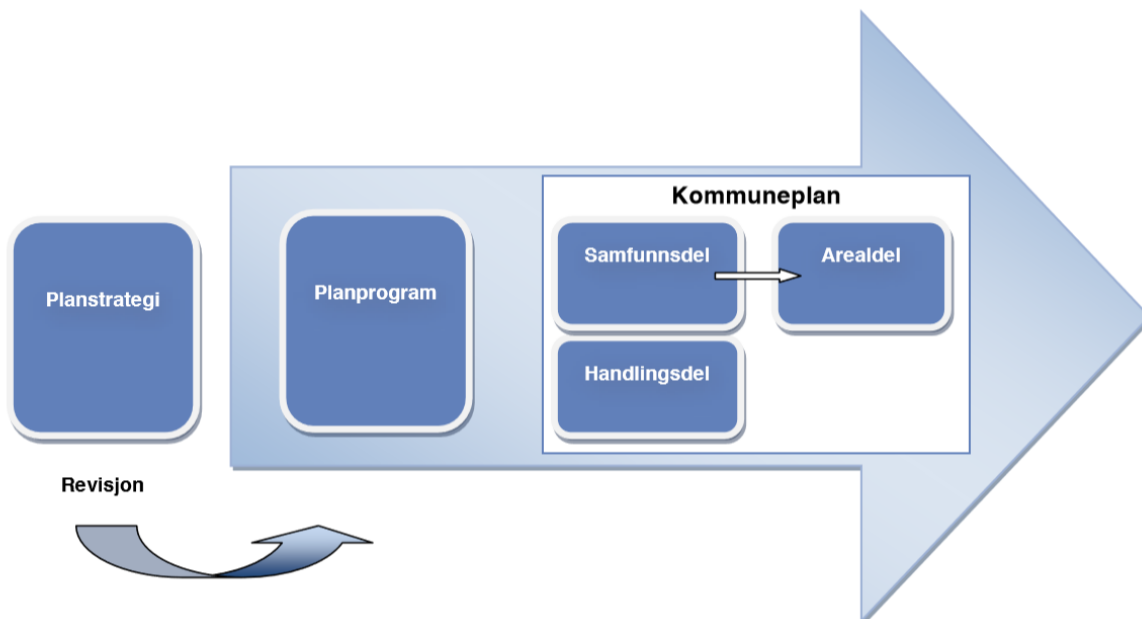 Kommuneplan
Planstrategi
Planprogram
Samfunnsdel
Arealdel
Handlingsdel
Revisjon